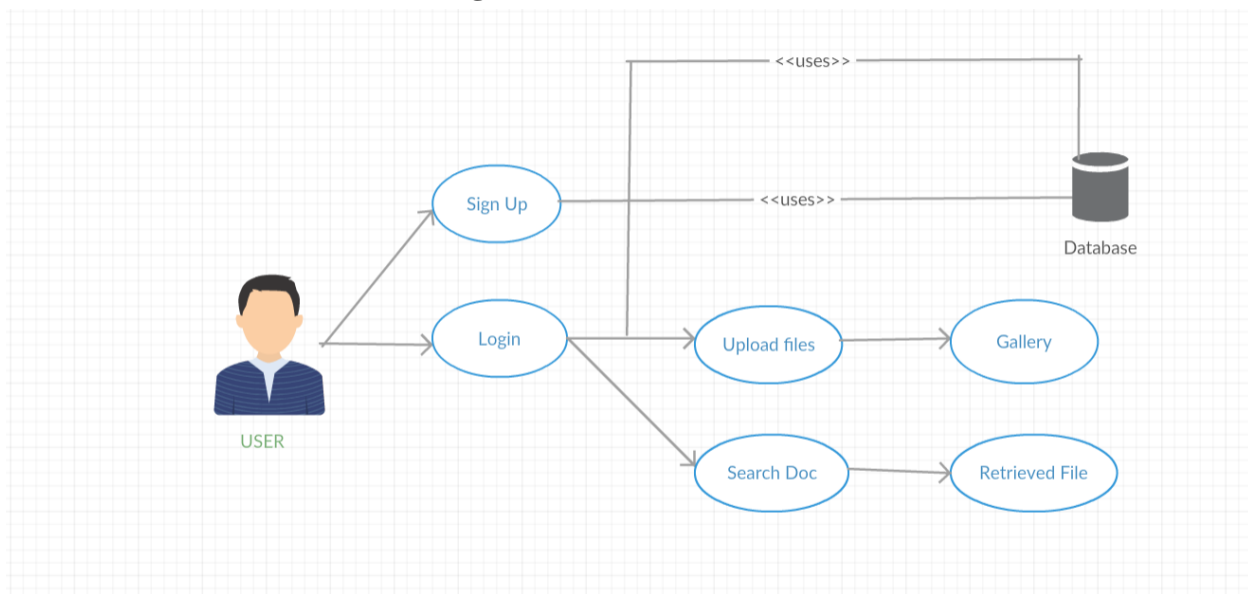 <<uses>>
Sign Up
<<uses>>
Database
Login
Upload files
Gallery
USER
Search Doc
Retrieved File